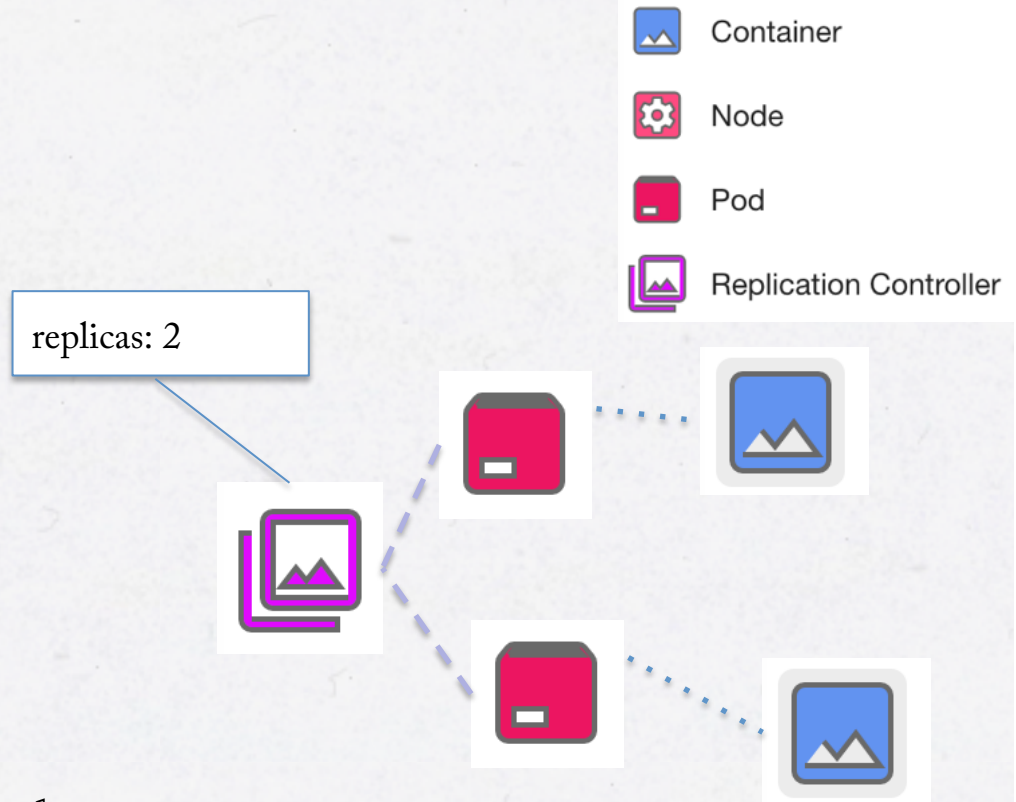 Container
Node
Pod
Replication Controller
replicas: 2